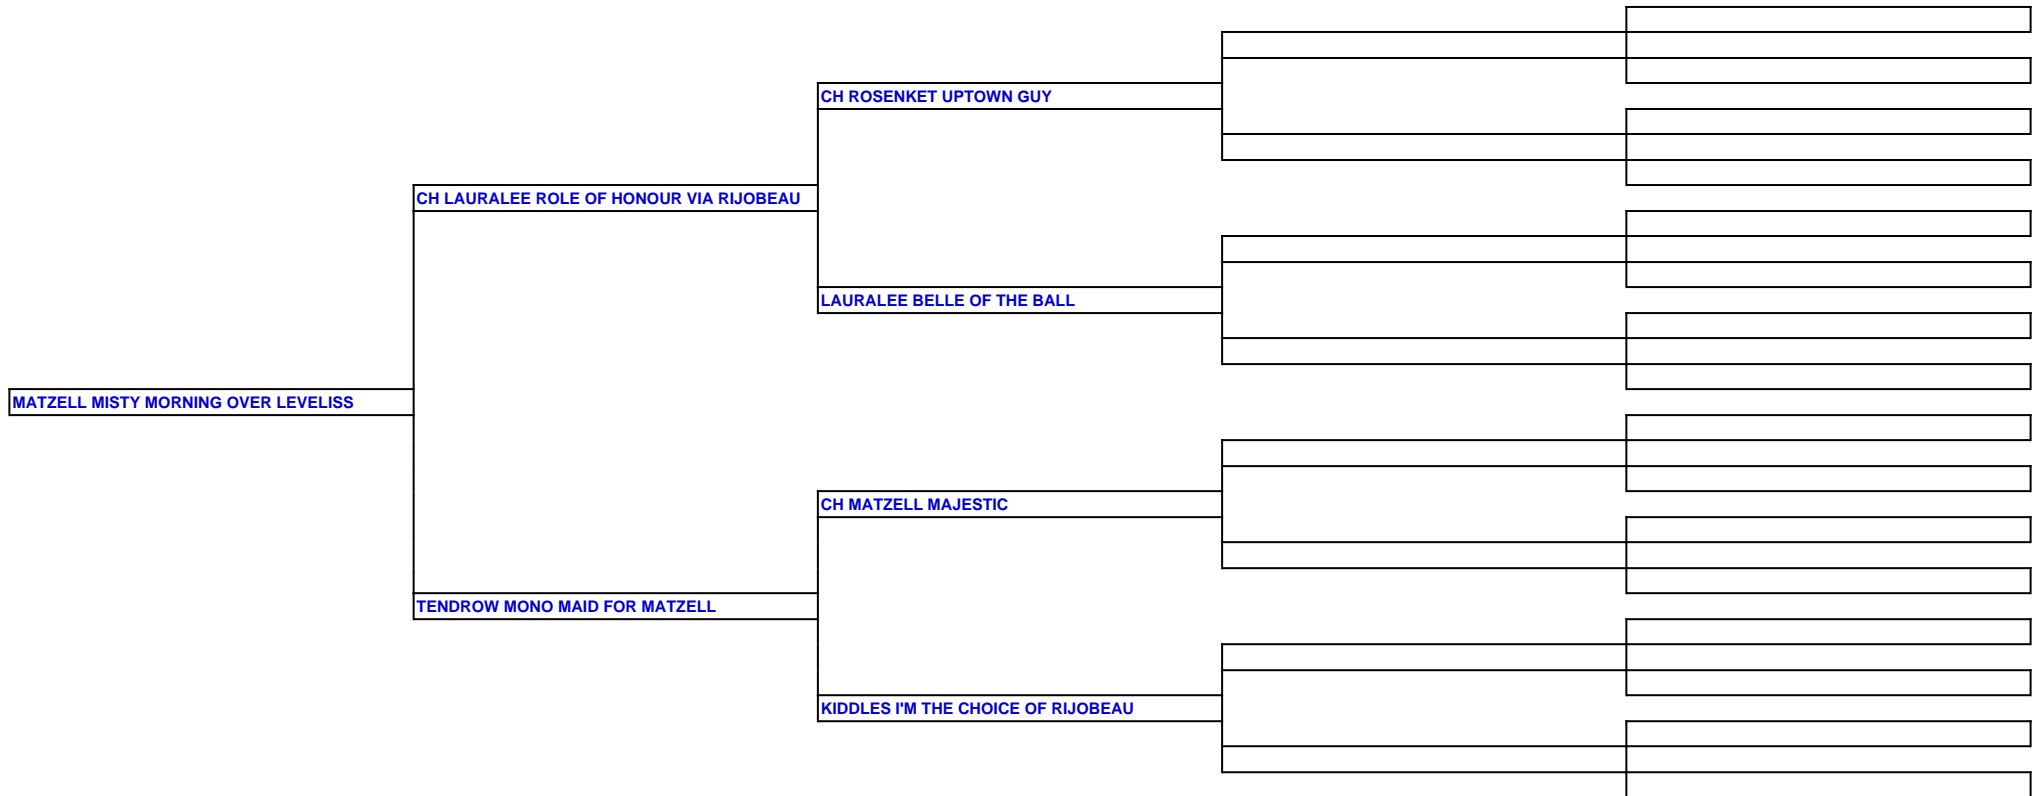 CH ROSENKET UPTOWN GUY
CH LAURALEE ROLE OF HONOUR VIA RIJOBEAU
LAURALEE BELLE OF THE BALL
MATZELL MISTY MORNING OVER LEVELISS
CH MATZELL MAJESTIC
TENDROW MONO MAID FOR MATZELL
KIDDLES I'M THE CHOICE OF RIJOBEAU